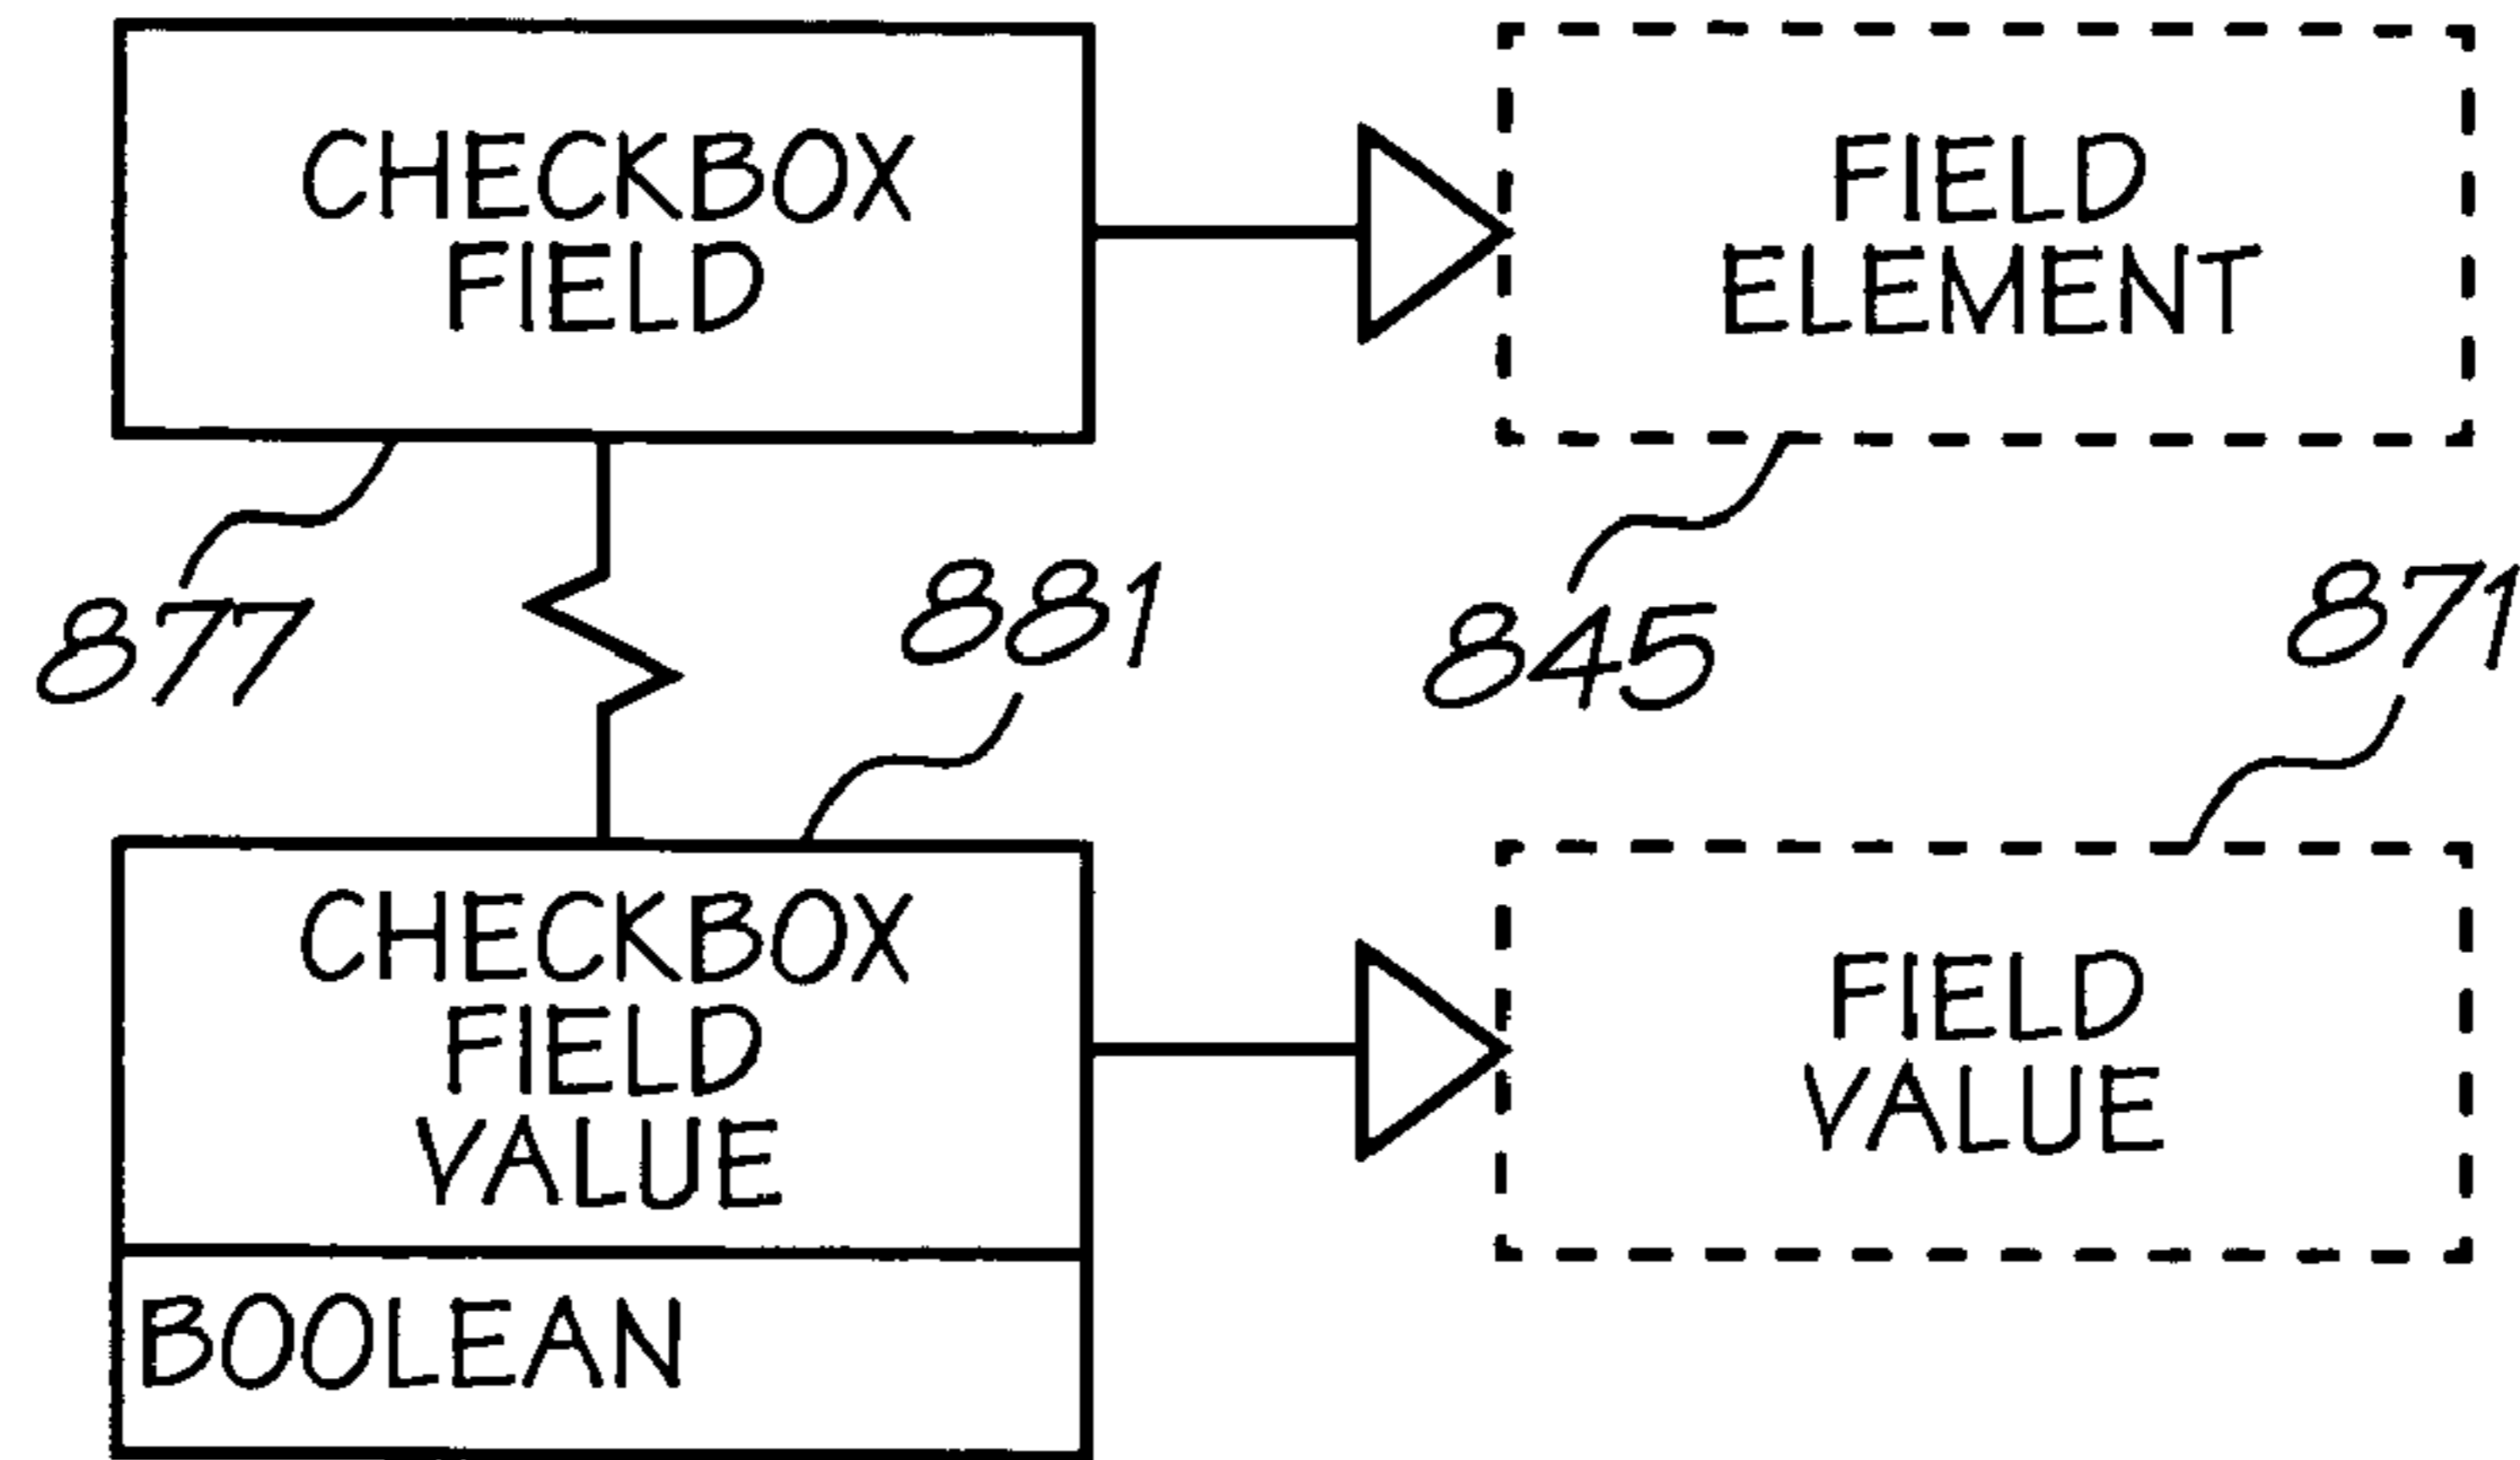 CHECKBOX
FIELD
FIELD
ELEMENT
877
881
845
871
CHECKBOX
FIELD
VALUE
FIELD
VALUE
BOOLEAN